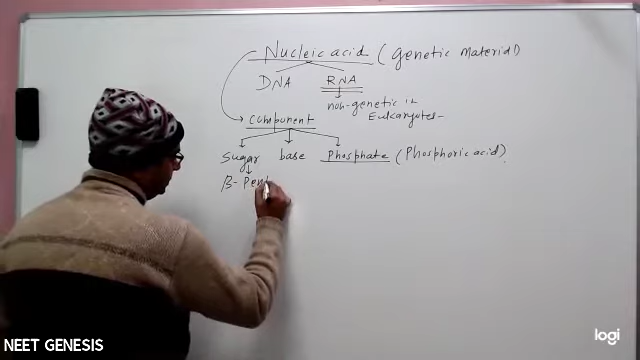 Nucleic acid (Genetic Material)
DNA RNA
non-genetic in
Eukaryotes-
Component
Sugar base Phosphate (Phosphoric acid)
β-Pent
NEET GENESIS
logi